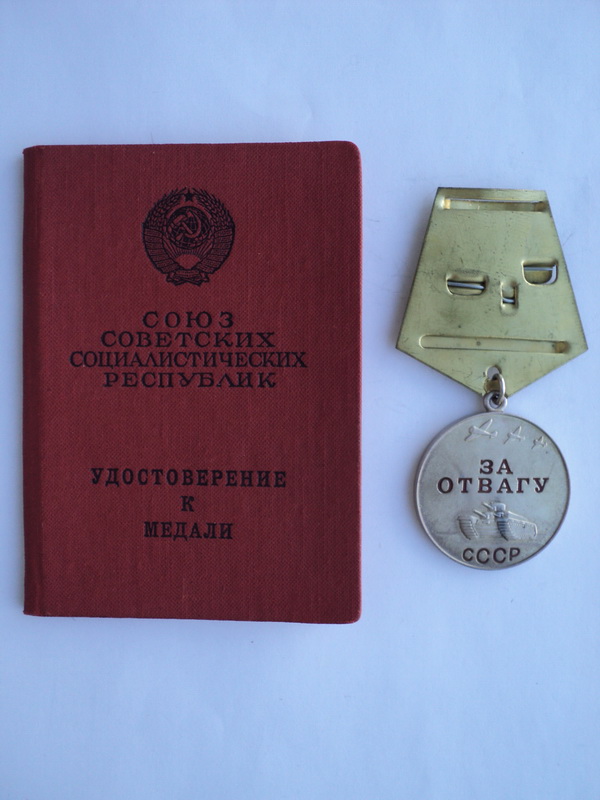 СОЮЗ
СОВЕТСКИХ
СОЦИАЛИСТИЧЕСКИХ
РЕСПУБЛИК
УДОСТОВЕРЕНИЕ
К
МЕДАЛИ
ЗА
ОТВАГУ
СССР